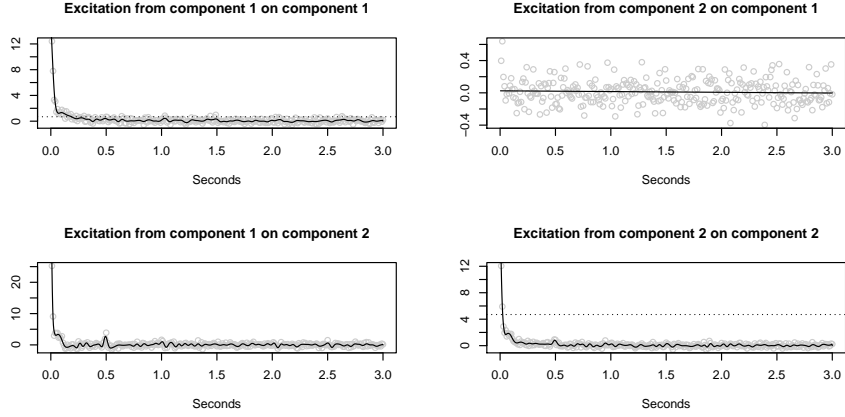 Excitation from component 1 on component 1
12
8
4
0
0.0 0.5 1.0 1.5 2.0 2.5 3.0
Seconds
Excitation from component 2 on component 1
0.4
0.0
−0.4
0.0 0.5 1.0 1.5 2.0 2.5 3.0
Seconds
Excitation from component 1 on component 2
20
10
0
0.0 0.5 1.0 1.5 2.0 2.5 3.0
Seconds
Excitation from component 2 on component 2
12
8
4
0
0.0 0.5 1.0 1.5 2.0 2.5 3.0
Seconds